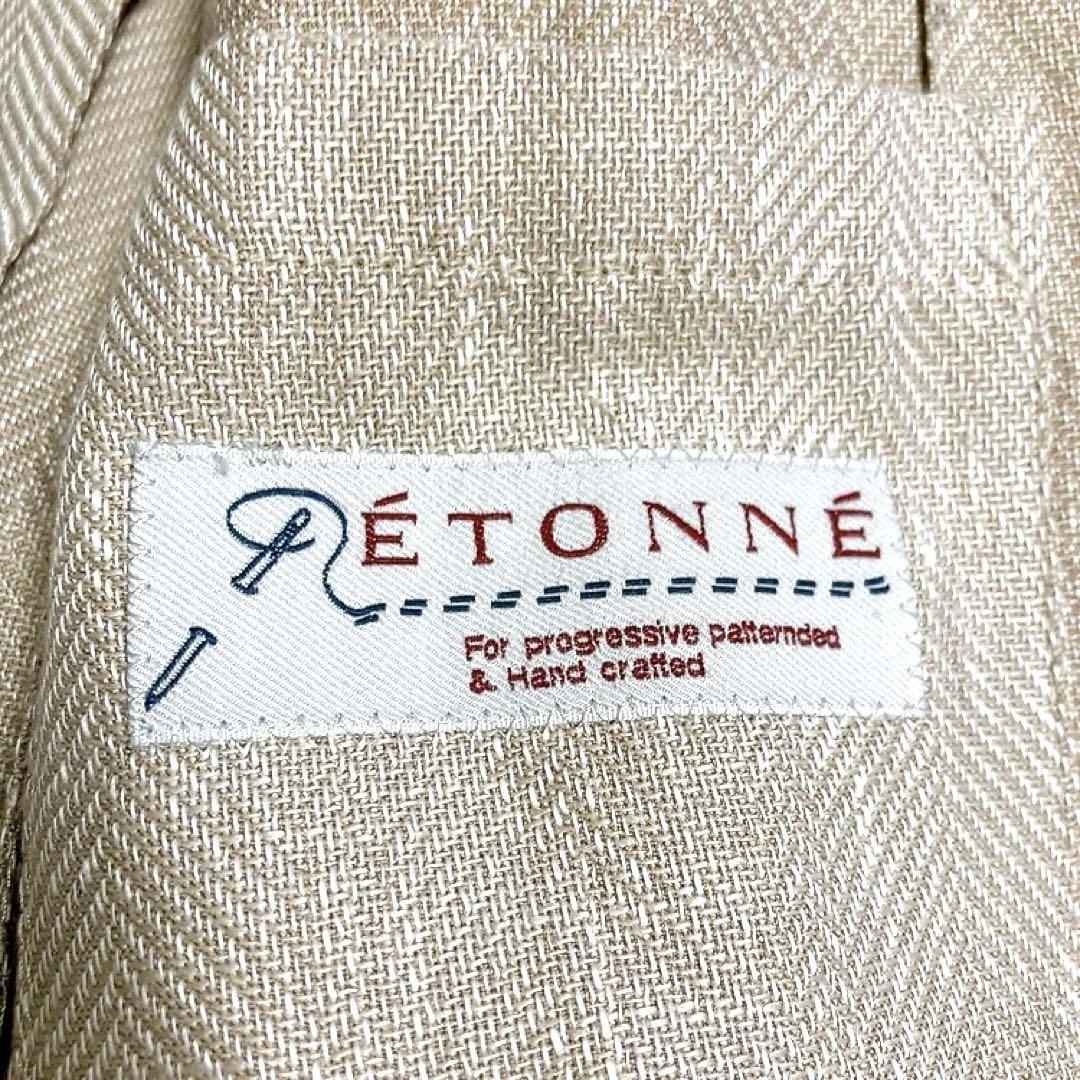 RÉTONNÉ
For progressive patternded
& Hand crafted